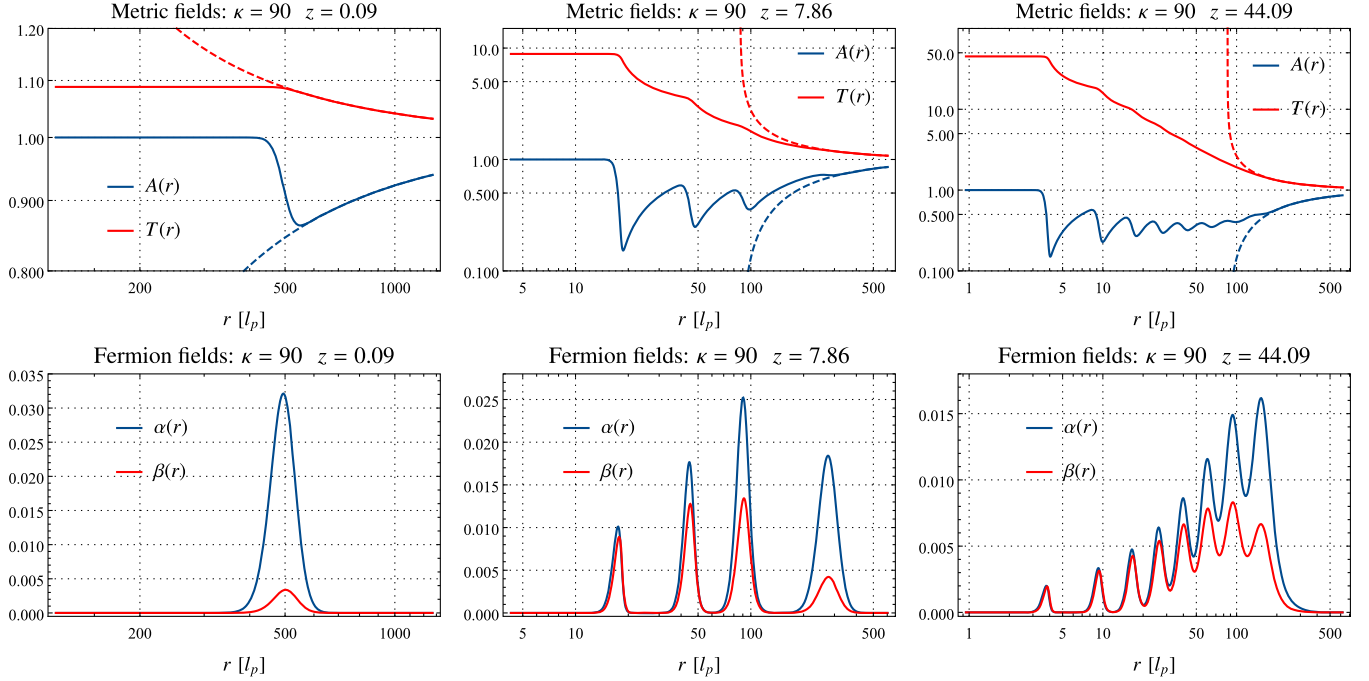 Metric fields: κ = 90 z = 0.09
1.20
1.10
1.00
0.900
0.800
A(r)
T(r)
200
500
1000
r [l_p]
Metric fields: κ = 90 z = 7.86
10.0
5.00
1.00
0.500
0.100
A(r)
T(r)
5
10
50
100
500
r [l_p]
Metric fields: κ = 90 z = 44.09
50.0
10.0
5.00
1.00
0.500
0.100
A(r)
T(r)
1
5
10
50
100
500
r [l_p]
Fermion fields: κ = 90 z = 0.09
0.035
0.030
0.025
0.020
0.015
0.010
0.005
0.000
α(r)
β(r)
200
500
1000
r [l_p]
Fermion fields: κ = 90 z = 7.86
0.025
0.020
0.015
0.010
0.005
0.000
α(r)
β(r)
5
10
50
100
500
r [l_p]
Fermion fields: κ = 90 z = 44.09
0.015
0.010
0.005
0.000
α(r)
β(r)
1
5
10
50
100
500
r [l_p]